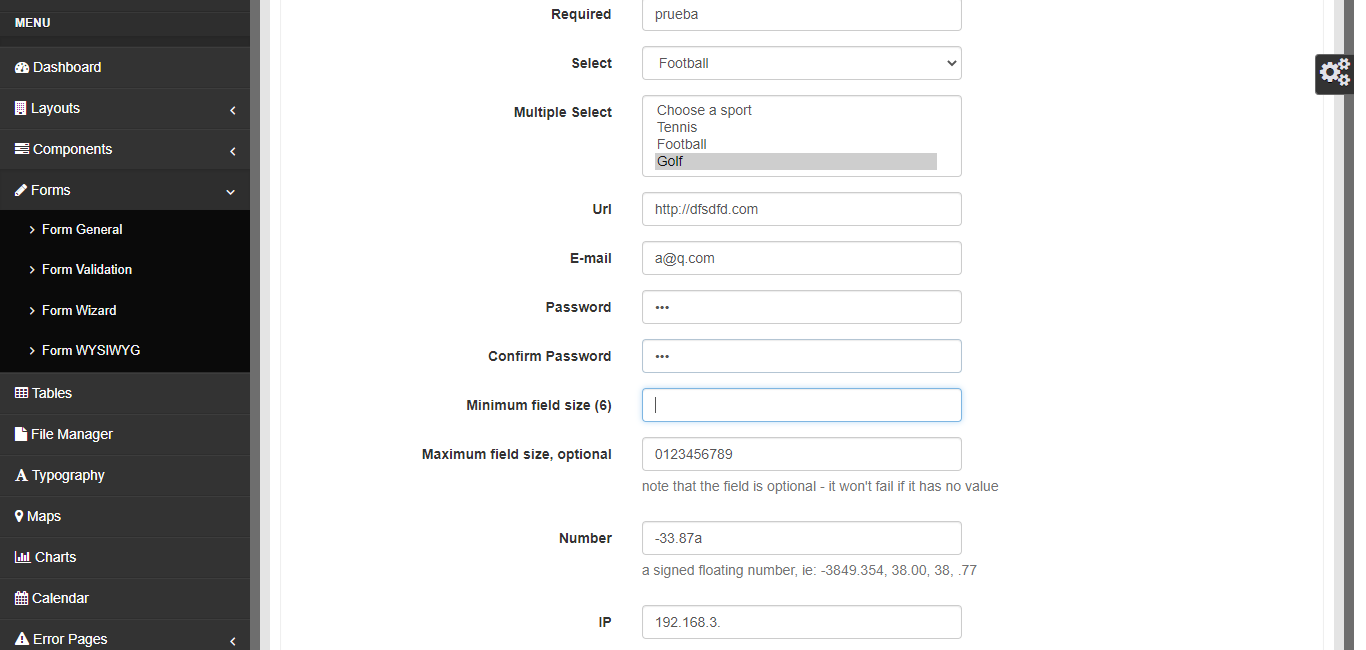 MENU
Dashboard
Layouts
Components
Forms
Form General
Form Validation
Form Wizard
Form WYSIWYG
Tables
File Manager
Typography
Maps
Charts
Calendar
Error Pages
Required prueba
Select Football
Multiple Select Choose a sport
Tennis
Football
Golf
Url http://dfsdfd.com
E-mail a@q.com
Password •••
Confirm Password •••
Minimum field size (6)
Maximum field size, optional 0123456789
note that the field is optional - it won't fail if it has no value
Number -33.87a
a signed floating number, ie: -3849.354, 38.00, 38, .77
IP 192.168.3.